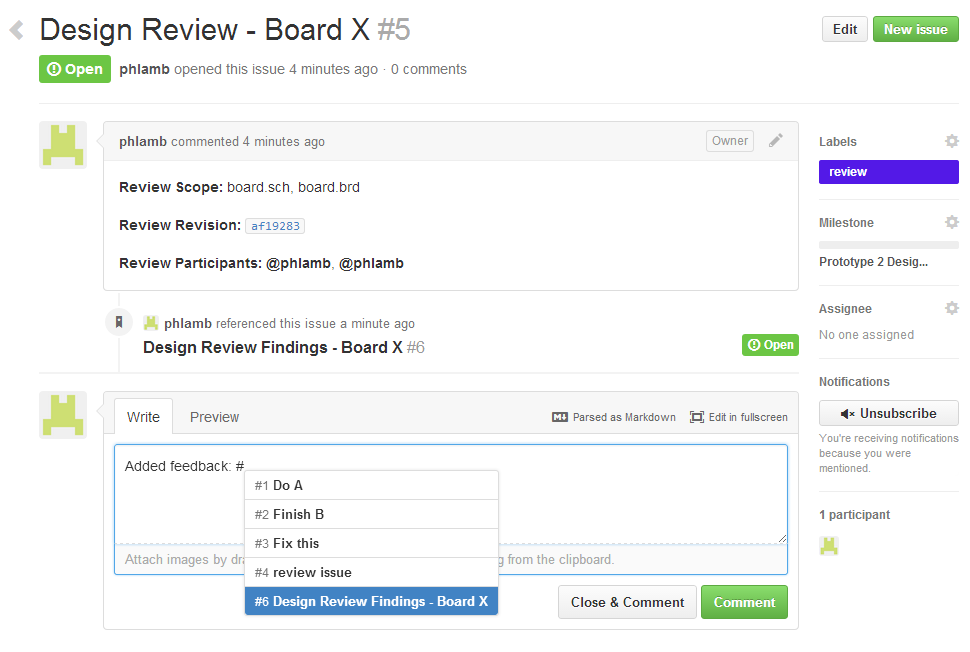 Design Review - Board X #5
Edit
New issue
Open
phlamb opened this issue 4 minutes ago · 0 comments
phlamb commented 4 minutes ago
Owner
Review Scope: board.sch, board.brd
Review Revision: af19283
Review Participants: @phlamb, @phlamb
phlamb referenced this issue a minute ago
Design Review Findings - Board X #6
Open
Write
Preview
Parsed as Markdown
Edit in fullscreen
Added feedback: #
#1 Do A
#2 Finish B
#3 Fix this
#4 review issue
#6 Design Review Findings - Board X
Attach images by
from the clipboard.
Close & Comment
Comment
Labels
review
Milestone
Prototype 2 Desig...
Assignee
No one assigned
Notifications
Unsubscribe
You're receiving notifications
because you were
mentioned.
1 participant